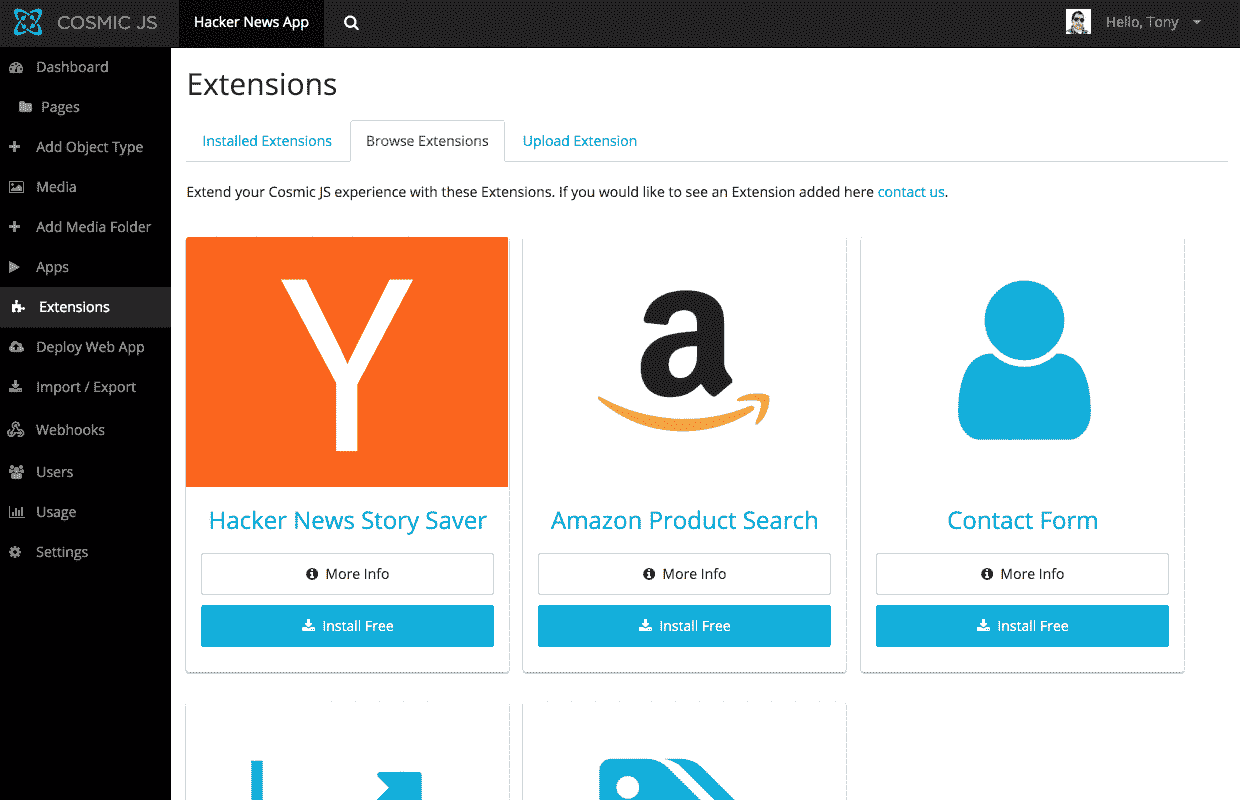 COSMIC JS
Hacker News App
Hello, Tony
Dashboard
Pages
Add Object Type
Media
Add Media Folder
Apps
Extensions
Deploy Web App
Import / Export
Webhooks
Users
Usage
Settings
Extensions
Installed Extensions
Browse Extensions
Upload Extension
Extend your Cosmic JS experience with these Extensions. If you would like to see an Extension added here contact us.
Y
a
Hacker News Story Saver
Amazon Product Search
Contact Form
More Info
More Info
More Info
Install Free
Install Free
Install Free